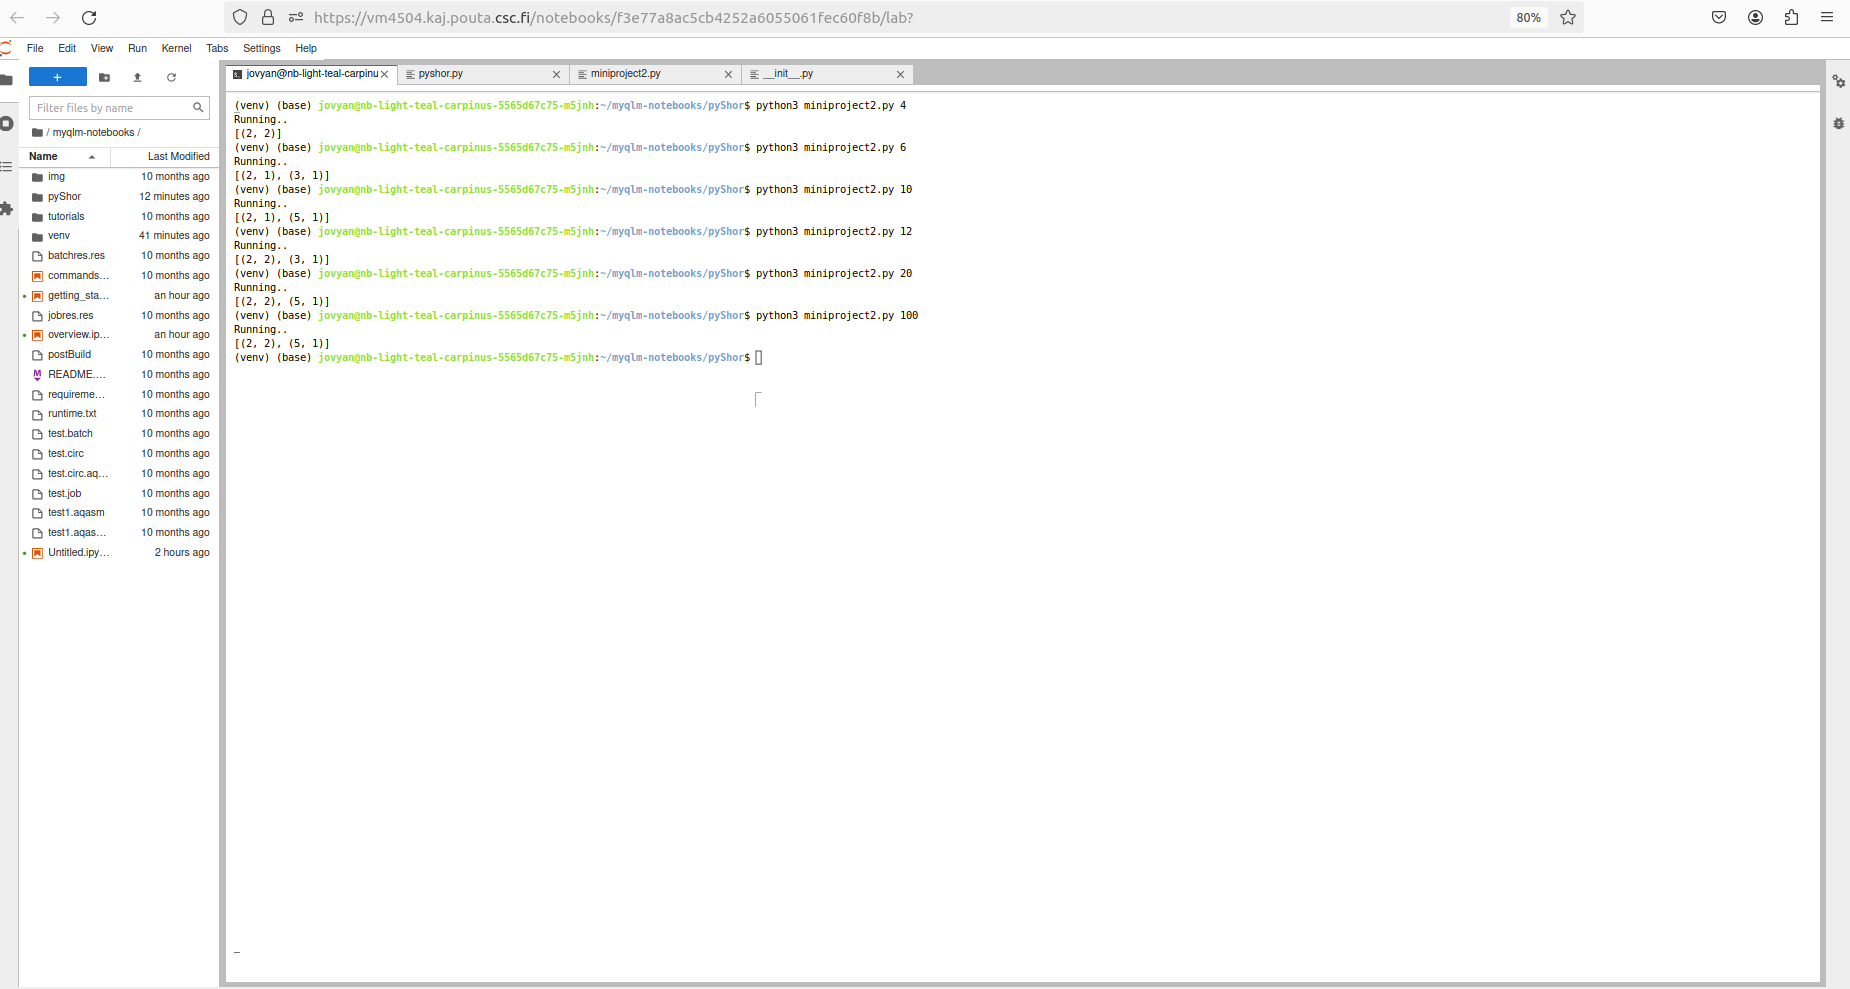 https://vm4504.kaj.pouta.csc.fi/notebooks/f3e77a8ac5cb4252a6055061fec60f8b/lab?
80%
File Edit View Run Kernel Tabs Settings Help
+
Filter files by name
/ myqlm-notebooks /
Name Last Modified
img 10 months ago
pyShor 12 minutes ago
tutorials 10 months ago
venv 41 minutes ago
batchres.res 10 months ago
commands... 10 months ago
getting_sta... an hour ago
jobres.res 10 months ago
overview.ip... an hour ago
postBuild 10 months ago
README.... 10 months ago
requireme... 10 months ago
runtime.txt 10 months ago
test.batch 10 months ago
test.circ 10 months ago
test.circ.aq... 10 months ago
test.job 10 months ago
test1.aqasm 10 months ago
test1.aqas... 10 months ago
Untitled.ipy... 2 hours ago
jovyan@nb-light-teal-carpinu pyshor.py miniproject2.py __init__.py
(venv) (base) jovyan@nb-light-teal-carpinus-5565d67c75-m5jnh:~/myqlm-notebooks/pyShor$ python3 miniproject2.py 4
Running..
[(2, 2)]
(venv) (base) jovyan@nb-light-teal-carpinus-5565d67c75-m5jnh:~/myqlm-notebooks/pyShor$ python3 miniproject2.py 6
Running..
[(2, 1), (3, 1)]
(venv) (base) jovyan@nb-light-teal-carpinus-5565d67c75-m5jnh:~/myqlm-notebooks/pyShor$ python3 miniproject2.py 10
Running..
[(2, 1), (5, 1)]
(venv) (base) jovyan@nb-light-teal-carpinus-5565d67c75-m5jnh:~/myqlm-notebooks/pyShor$ python3 miniproject2.py 12
Running..
[(2, 2), (3, 1)]
(venv) (base) jovyan@nb-light-teal-carpinus-5565d67c75-m5jnh:~/myqlm-notebooks/pyShor$ python3 miniproject2.py 20
Running..
[(2, 2), (5, 1)]
(venv) (base) jovyan@nb-light-teal-carpinus-5565d67c75-m5jnh:~/myqlm-notebooks/pyShor$ python3 miniproject2.py 100
Running..
[(2, 2), (5, 1)]
(venv) (base) jovyan@nb-light-teal-carpinus-5565d67c75-m5jnh:~/myqlm-notebooks/pyShor$